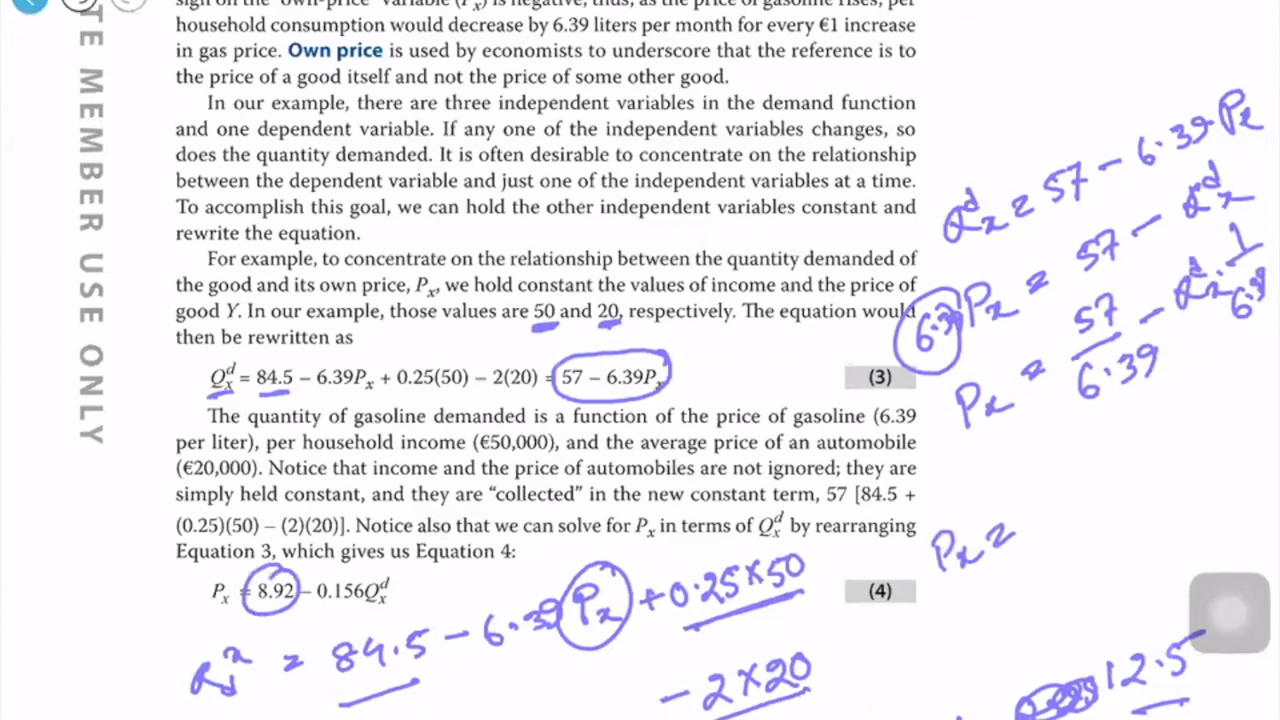 sign on the "own-price" variable (Px) is negative; thus, as the price of gasoline rises, per
household consumption would decrease by 6.39 liters per month for every €1 increase
in gas price. Own price is used by economists to underscore that the reference is to
the price of a good itself and not the price of some other good.
In our example, there are three independent variables in the demand function
and one dependent variable. If any one of the independent variables changes, so
does the quantity demanded. It is often desirable to concentrate on the relationship
between the dependent variable and just one of the independent variables at a time.
To accomplish this goal, we can hold the other independent variables constant and
rewrite the equation.
For example, to concentrate on the relationship between the quantity demanded of
the good and its own price, Px, we hold constant the values of income and the price of
good Y. In our example, those values are 50 and 20, respectively. The equation would
then be rewritten as
Qxd = 84.5 – 6.39Px + 0.25(50) – 2(20) = 57 – 6.39Px (3)
The quantity of gasoline demanded is a function of the price of gasoline (6.39
per liter), per household income (€50,000), and the average price of an automobile
(€20,000). Notice that income and the price of automobiles are not ignored; they are
simply held constant, and they are "collected" in the new constant term, 57 [84.5 +
(0.25)(50) – (2)(20)]. Notice also that we can solve for Px in terms of Qxd by rearranging
Equation 3, which gives us Equation 4:
Px = 8.92 – 0.156Qxd (4)
TE MEMBER USE ONLY
Qxd = 57 – 6.39 Px
6.39 Px = 57 – Qxd
Px = 57/6.39 – Qxd · 1/6.39
Px =
Qdx = 84.5 – 6.39 Px + 0.25×50
– 2×20
12.5